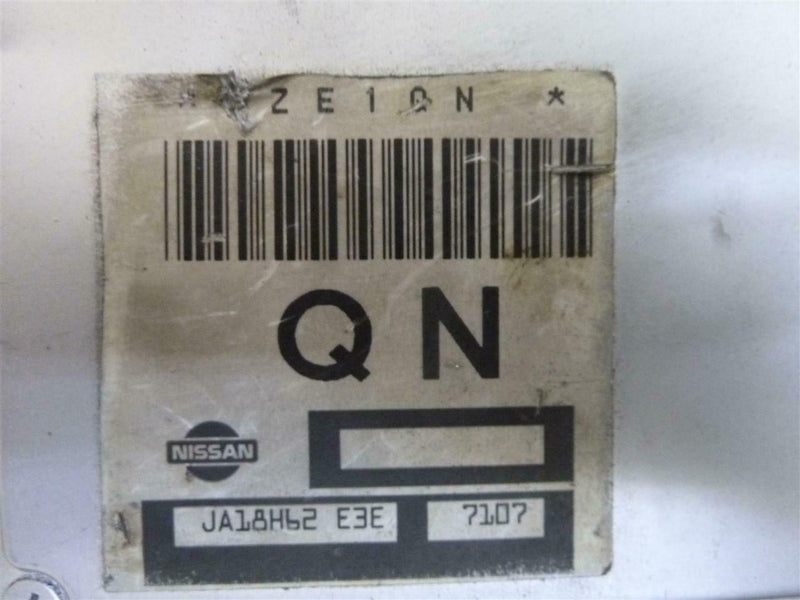 * ZE1QN *
QN
NISSAN
JA18H62 E3E 7107